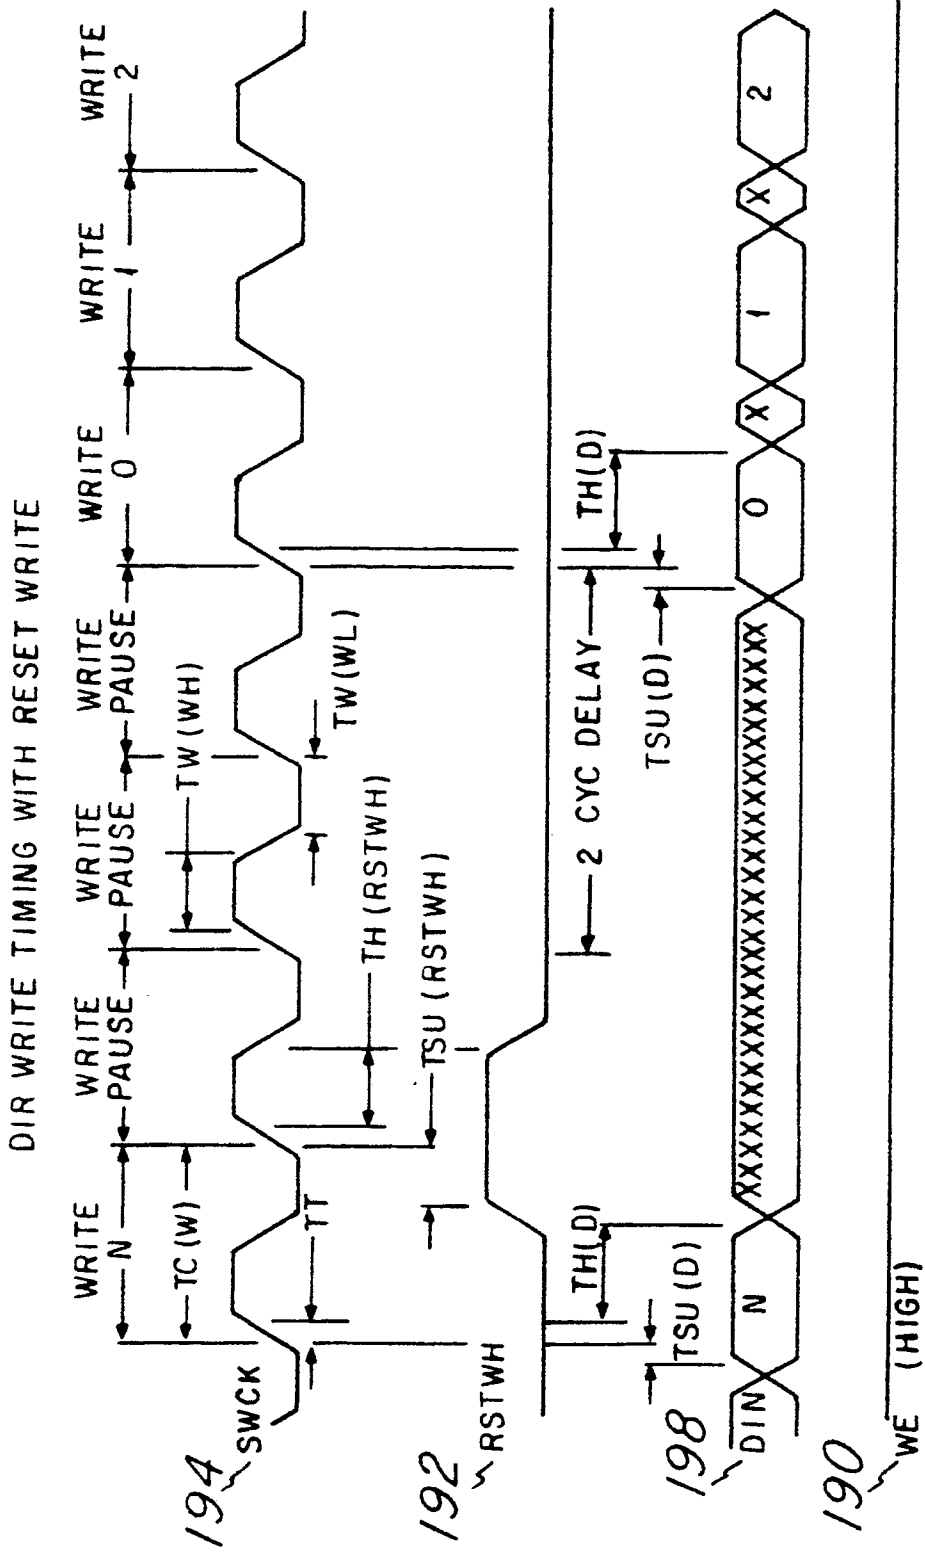 DIR WRITE TIMING WITH RESET WRITE
WRITE N
WRITE PAUSE
WRITE PAUSE
WRITE PAUSE
WRITE 0
WRITE 1
WRITE 2
TC (W)
TW (WH)
194
SWCK
TT
TW (WL)
TH (RSTWH)
TSU (RSTWH)
192
RSTWH
TH(D)
2 CYC DELAY
TH(D)
TSU (D)
TSU(D)
198
DIN
N
XXXXXXXXXXXXXXXXXXXXXXXXXX
0
X
1
X
2
190
WE (HIGH)